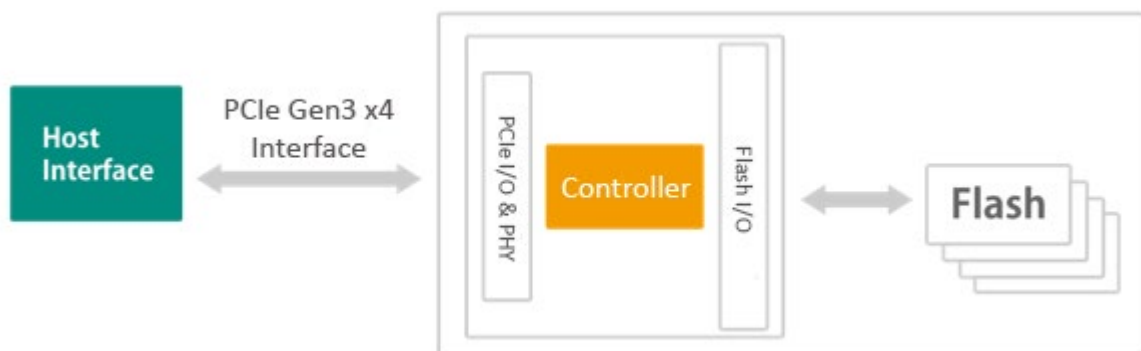 Host
Interface
PCIe Gen3 x4
Interface
PCIe I/O & PHY
Controller
Flash I/O
Flash